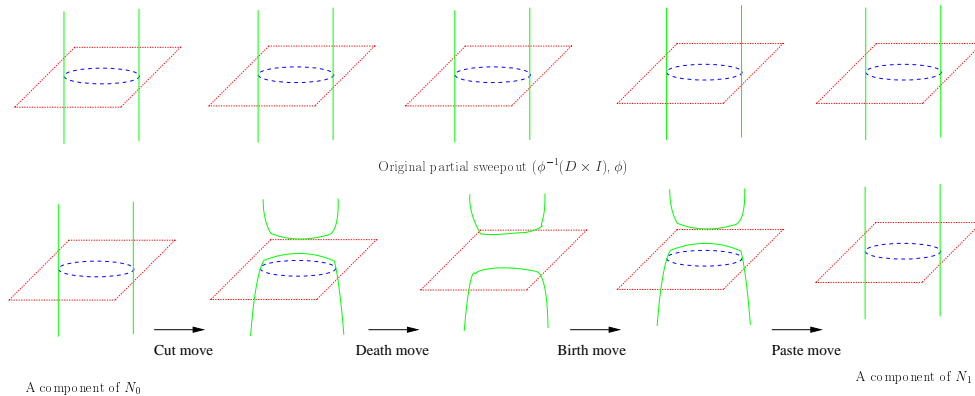 Original partial sweepout (ϕ⁻¹(D × I), ϕ)
Cut move
Death move
Birth move
Paste move
A component of N₀
A component of N₁